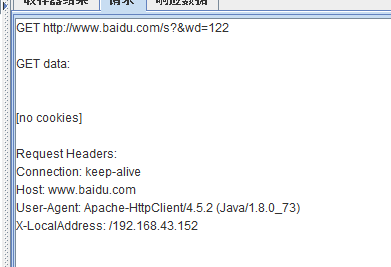 取样器结果 请求 响应数据
GET http://www.baidu.com/s?&wd=122
GET data:
[no cookies]
Request Headers:
Connection: keep-alive
Host: www.baidu.com
User-Agent: Apache-HttpClient/4.5.2 (Java/1.8.0_73)
X-LocalAddress: /192.168.43.152